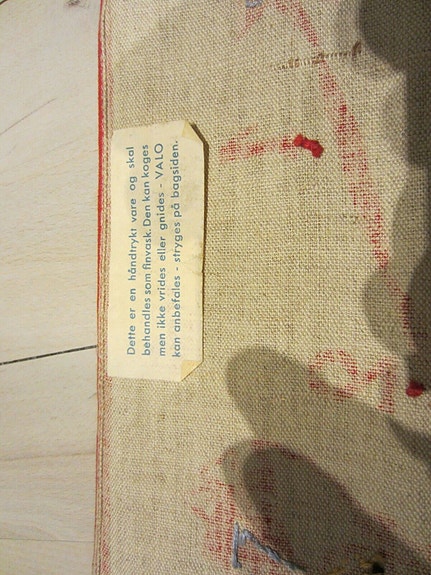 Dette er en håndtrykt vare og skal
behandles som finvask. Den kan koges
men ikke vrides eller gnides - VALO
kan anbefales - stryges på bagsiden.